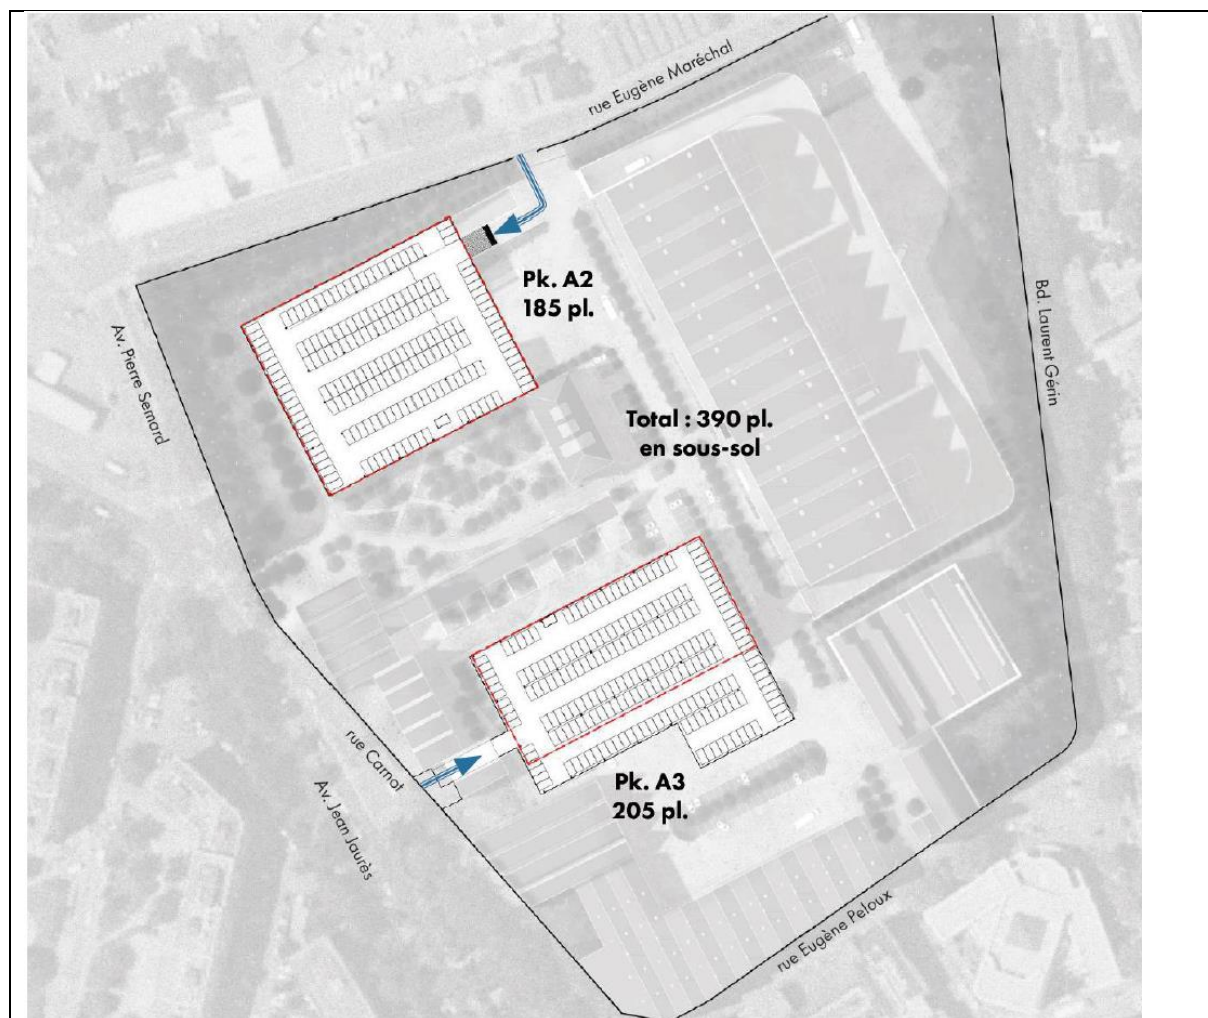 rue Eugène Maréchal
Pk. A2
185 pl.
Bd. Laurent Gérin
Av. Pierre Semard
Total : 390 pl.
en sous-sol
rue Carnot
Av. Jean Jaurès
Pk. A3
205 pl.
rue Eugène Peloux